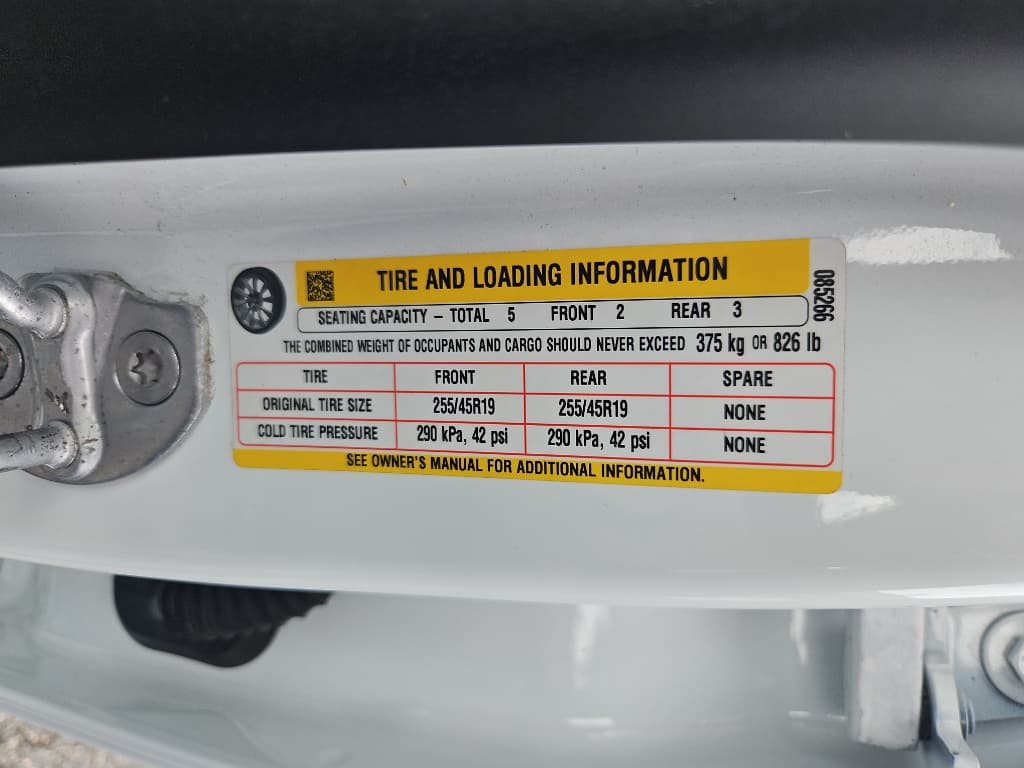 TIRE AND LOADING INFORMATION
085266
SEATING CAPACITY – TOTAL 5 FRONT 2 REAR 3
THE COMBINED WEIGHT OF OCCUPANTS AND CARGO SHOULD NEVER EXCEED 375 kg OR 826 lb
TIRE FRONT REAR SPARE
ORIGINAL TIRE SIZE 255/45R19 255/45R19 NONE
COLD TIRE PRESSURE 290 kPa, 42 psi 290 kPa, 42 psi NONE
SEE OWNER'S MANUAL FOR ADDITIONAL INFORMATION.